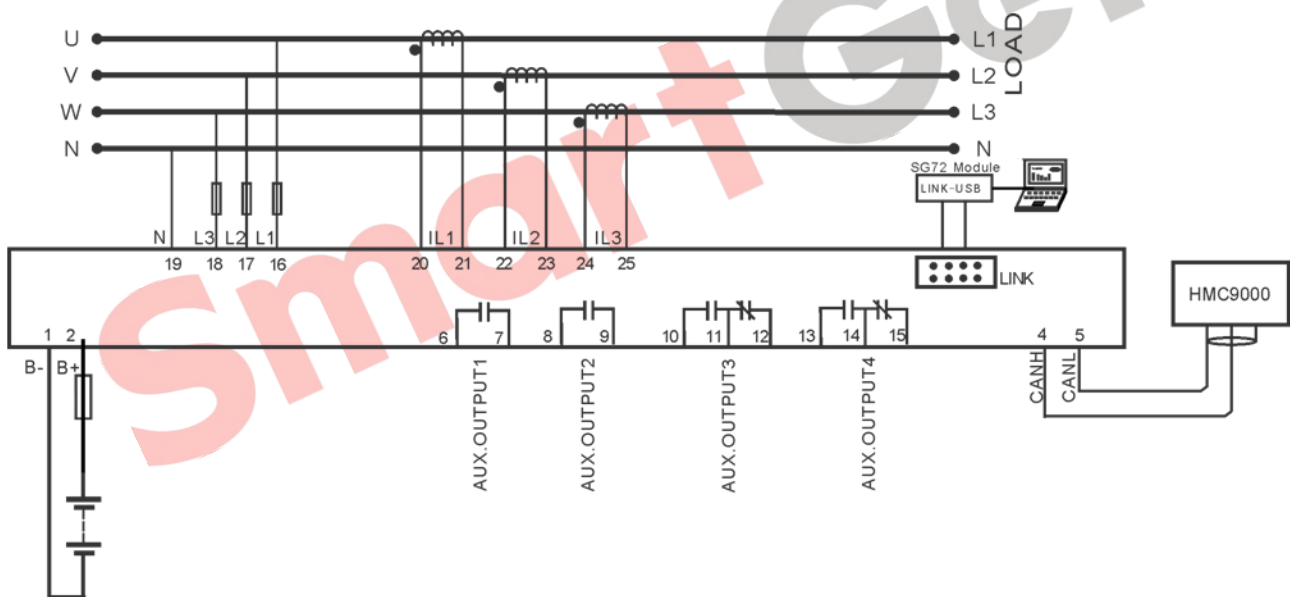 SmartGe
U L1
V L2
W L3
N N
LOAD
SG72 Module
LINK-USB
N L3 L2 L1 IL1 IL2 IL3
19 18 17 16 20 21 22 23 24 25
LINK
HMC9000
1 2 6 7 8 9 10 11 12 13 14 15 4 5
B- B+
CANH
CANL
AUX.OUTPUT1
AUX.OUTPUT2
AUX.OUTPUT3
AUX.OUTPUT4